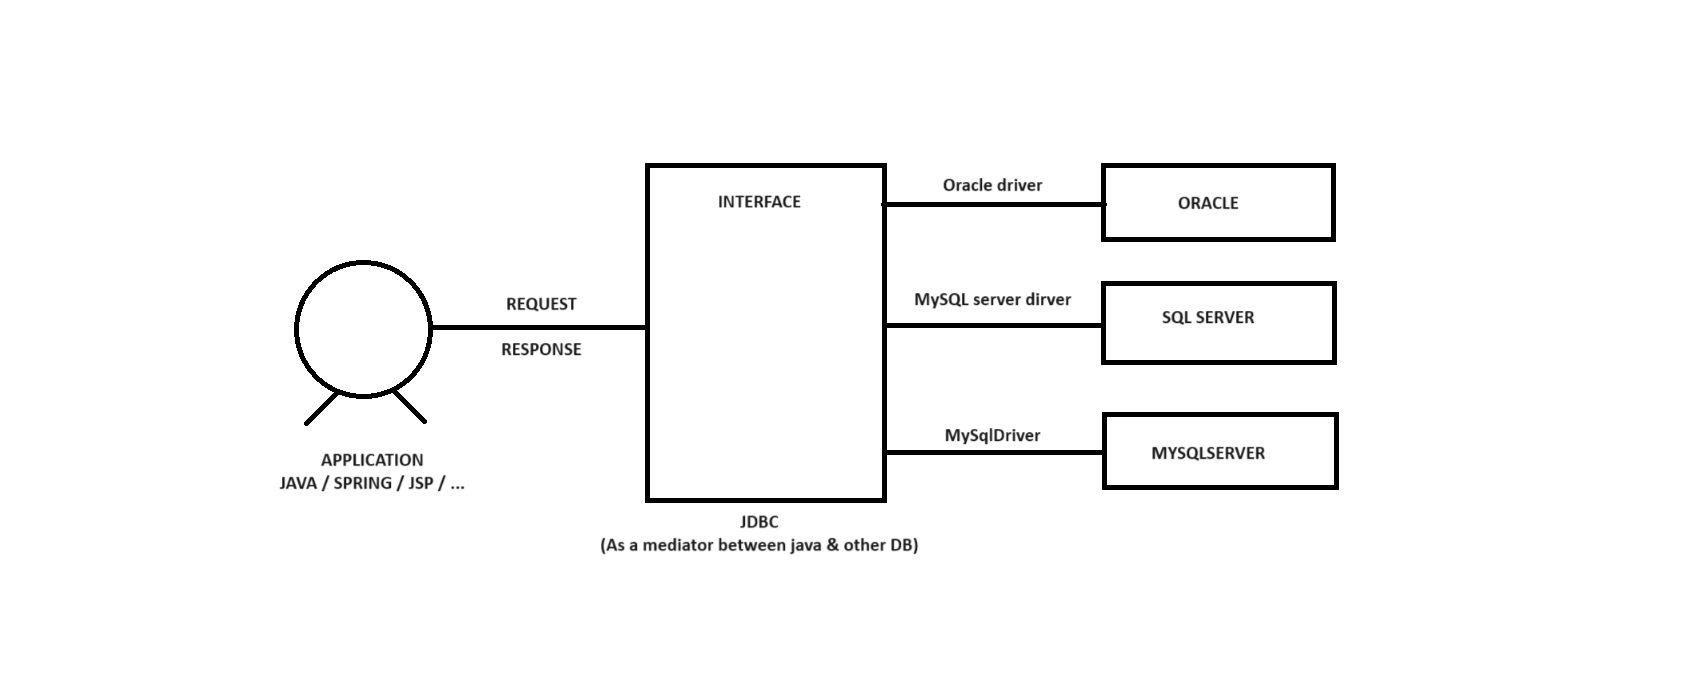 INTERFACE
Oracle driver
ORACLE
REQUEST
RESPONSE
MySQL server dirver
SQL SERVER
MySqlDriver
MYSQLSERVER
APPLICATION
JAVA / SPRING / JSP / ...
JDBC
(As a mediator between java & other DB)